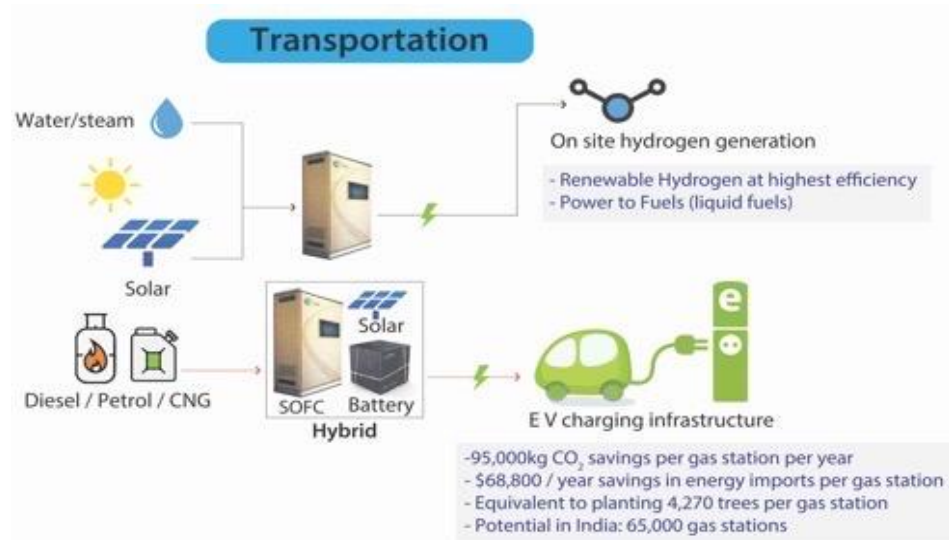 Transportation
Water/steam
On site hydrogen generation
- Renewable Hydrogen at highest efficiency
- Power to Fuels (liquid fuels)
Solar
Solar
Diesel / Petrol / CNG
SOFC
Battery
Hybrid
e
E V charging infrastructure
-95,000kg CO₂ savings per gas station per year
- $68,800 / year savings in energy imports per gas station
- Equivalent to planting 4,270 trees per gas station
- Potential in India: 65,000 gas stations